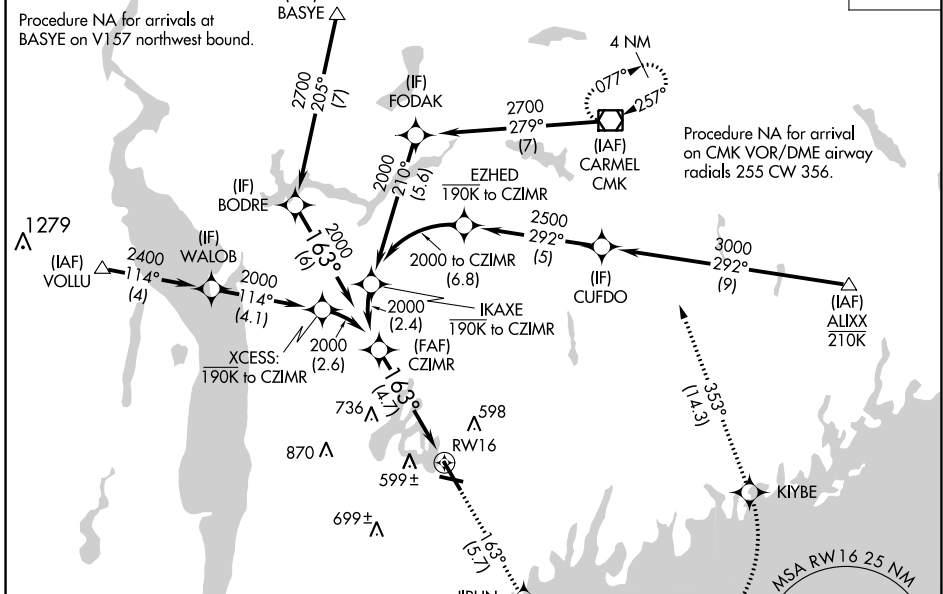 Procedure NA for arrivals at
BASYE on V157 northwest bound.
BASYE
2700
205°
(7)
4 NM
077°
257°
(IF)
FODAK
2700
279°
(7)
(IAF)
CARMEL
CMK
Procedure NA for arrival
on CMK VOR/DME airway
radials 255 CW 356.
2000
210°
(5.6)
EZHED
190K to CZIMR
(IF)
BODRE
2000
163°
(6)
2500
292°
(5)
3000
292°
(9)
2000 to CZIMR
(6.8)
(IF)
CUFDO
1279
(IAF)
VOLLU
2400
114°
(4)
(IF)
WALOB
2000
114°
(4.1)
(IAF)
ALIXX
210K
IKAXE
190K to CZIMR
2000
(2.4)
2000
(2.6)
XCESS:
190K to CZIMR
(FAF)
CZIMR
163°
(4.7)
353°
(14.3)
736
598
870
599±
RW16
KIYBE
699±
163°
(5.7)
MSA RW16 25 NM